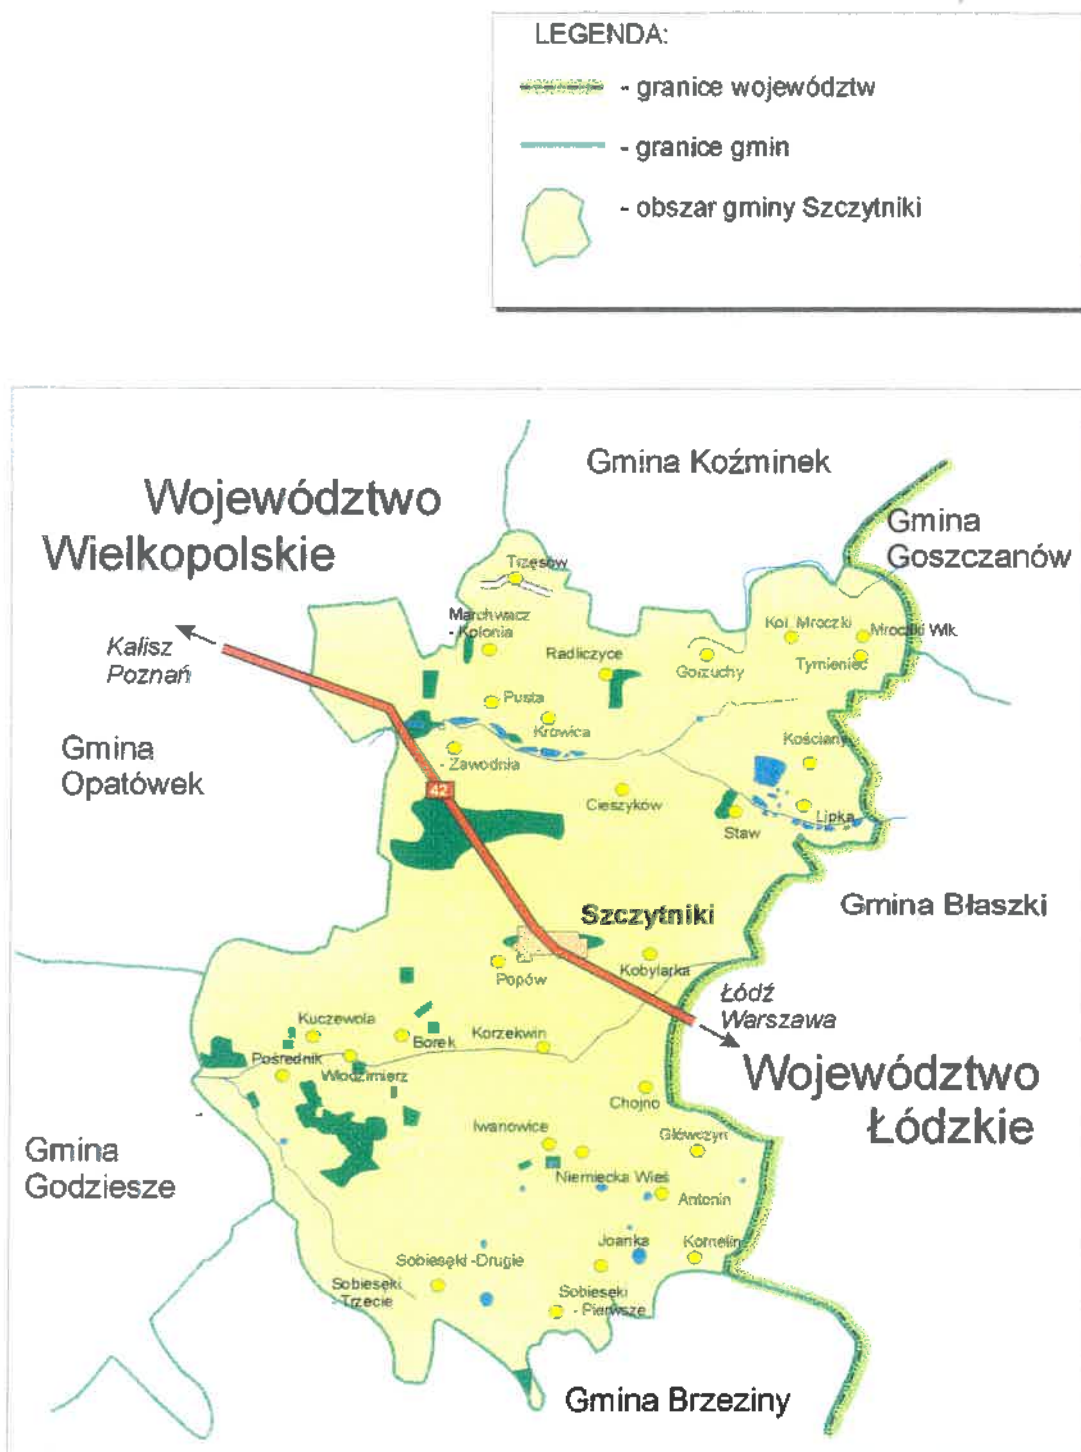 LEGENDA:
- granice województw
- granice gmin
- obszar gminy Szczytniki
Gmina Koźminek
Województwo
Wielkopolskie
Gmina
Goszczanów
Trzęsów
Marchwacz
- Kolonia
Kol. Mroczki
Mroczki Wlk.
Kalisz
Poznań
Radliczyce
Gorzuchy
Tymieniec
Pusta
Krowica
Gmina
Opatówek
Kościany
- Zawodnia
42
Cieszyków
Lipka
Staw
Szczytniki
Gmina Błaszki
Popów
Kobylarka
Łódź
Warszawa
Kuczewola
Borek
Korzekwin
Pośrednik
Włodzimierz
Województwo
Łódzkie
Chojno
Iwanowice
Główczyn
Gmina
Godziesze
Niemiecka Wieś
Antonin
Joanka
Kornelin
Sobiesęki -Drugie
Sobiesęki
- Trzecie
Sobiesęki
- Pierwsze
Gmina Brzeziny